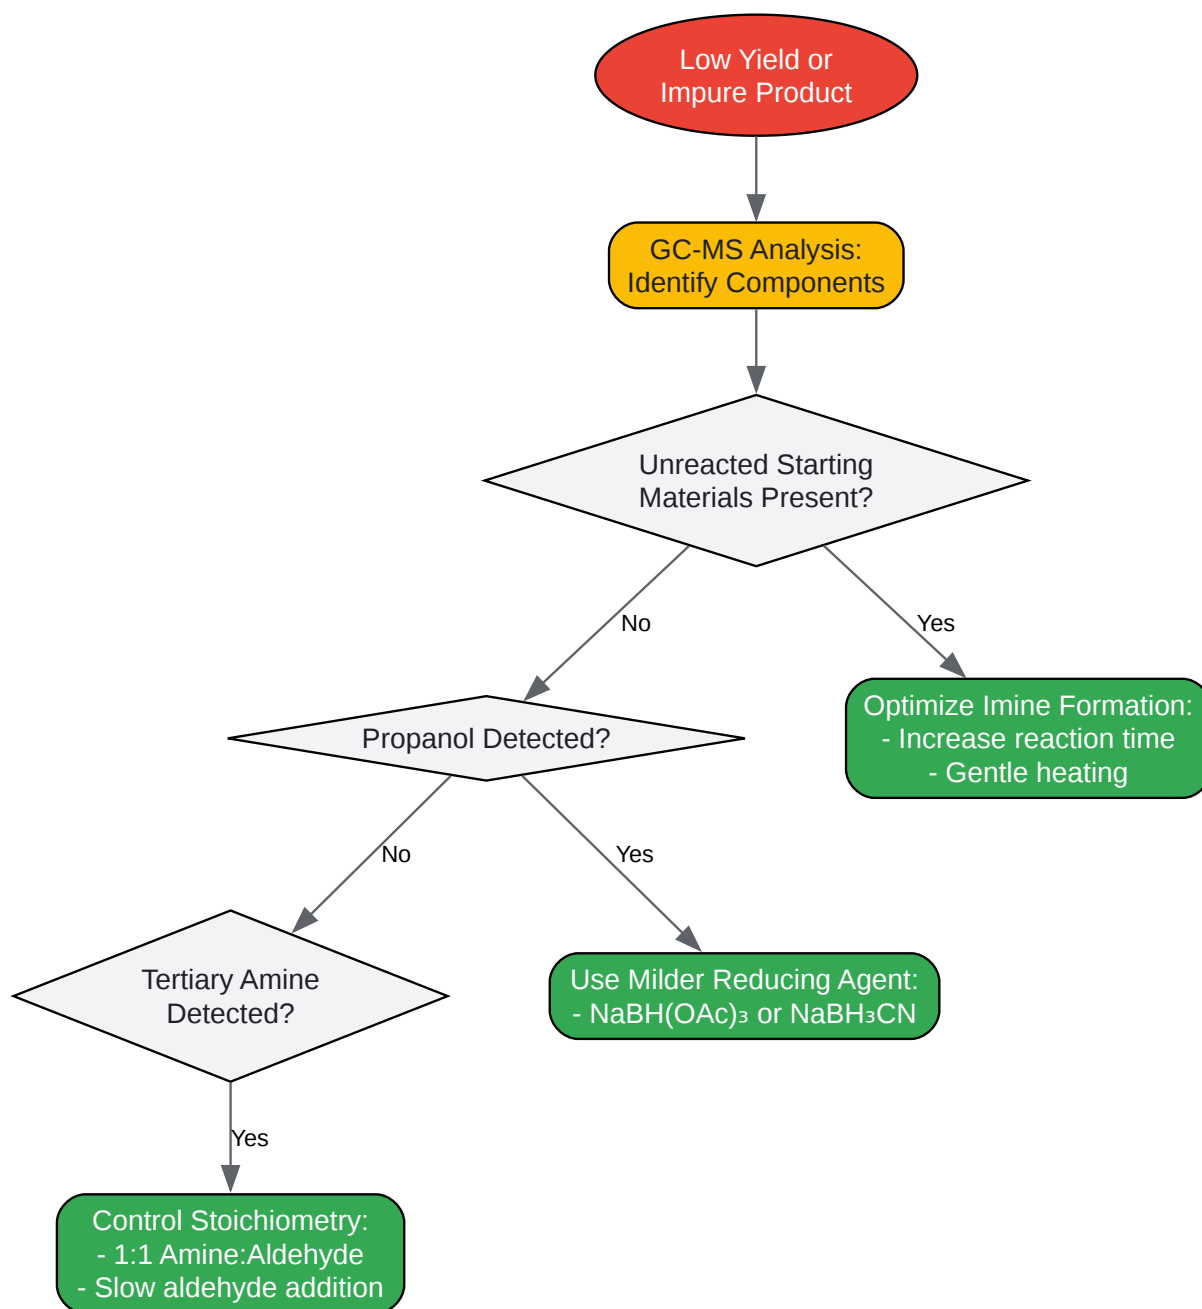 Low Yield or
Impure Product
GC-MS Analysis:
Identify Components
Unreacted Starting
Materials Present?
No
Yes
Optimize Imine Formation:
- Increase reaction time
- Gentle heating
Propanol Detected?
No
Yes
Tertiary Amine
Detected?
Use Milder Reducing Agent:
- NaBH(OAc)₃ or NaBH₃CN
Yes
Control Stoichiometry:
- 1:1 Amine:Aldehyde
- Slow aldehyde addition